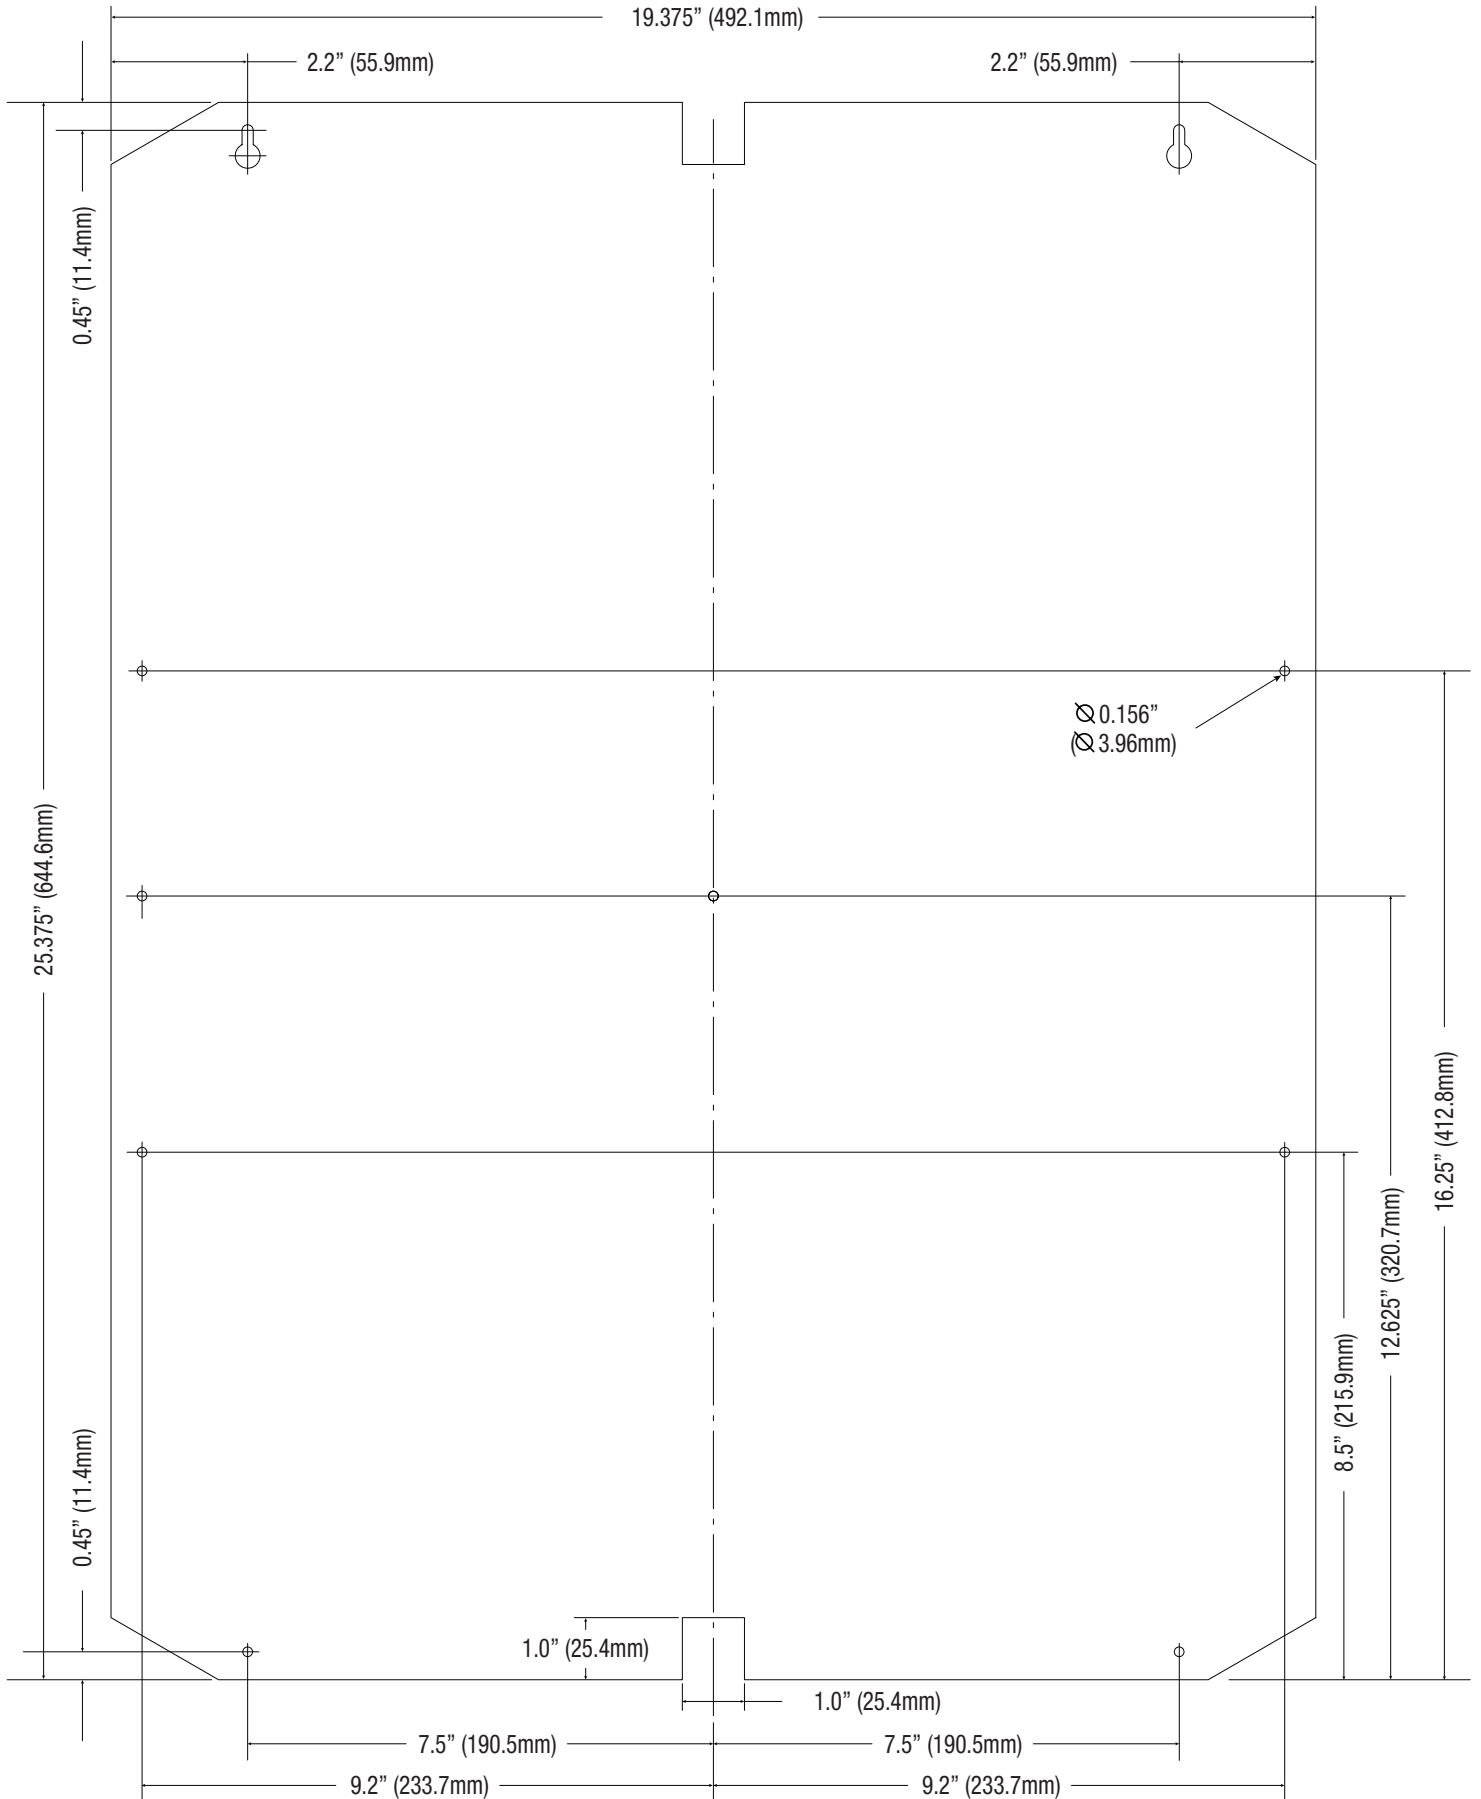 19.375” (492.1mm)
2.2” (55.9mm)
2.2” (55.9mm)
0.45” (11.4mm)
Ø 0.156”
(Ø 3.96mm)
25.375” (644.6mm)
16.25” (412.8mm)
12.625” (320.7mm)
8.5” (215.9mm)
0.45” (11.4mm)
1.0” (25.4mm)
1.0” (25.4mm)
7.5” (190.5mm)
7.5” (190.5mm)
9.2” (233.7mm)
9.2” (233.7mm)